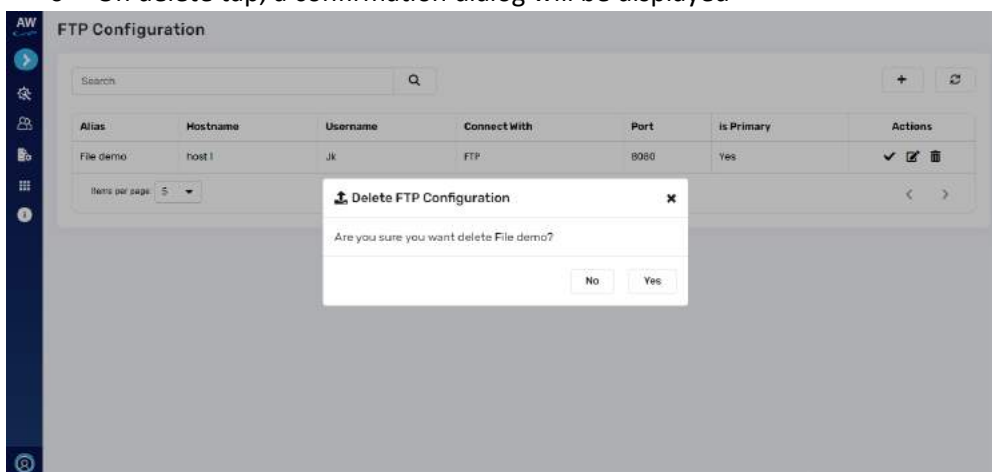 On delete tap, a confirmation dialog will be displayed
AW
FTP Configuration
Search
Alias Hostname Username Connect With Port is Primary Actions
File demo host 1 Jk FTP 8080 Yes
Items per page: 5
Delete FTP Configuration
Are you sure you want delete File demo?
No Yes